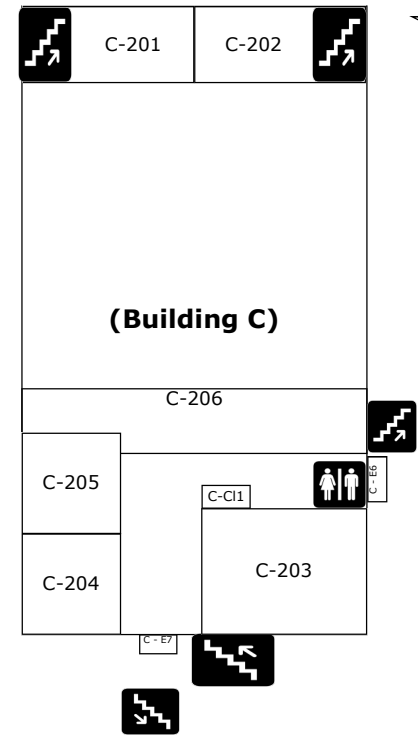 C-201
C-202
(Building C)
C-206
C-205
C - E6
C-Cl1
C-203
C-204
C - E7